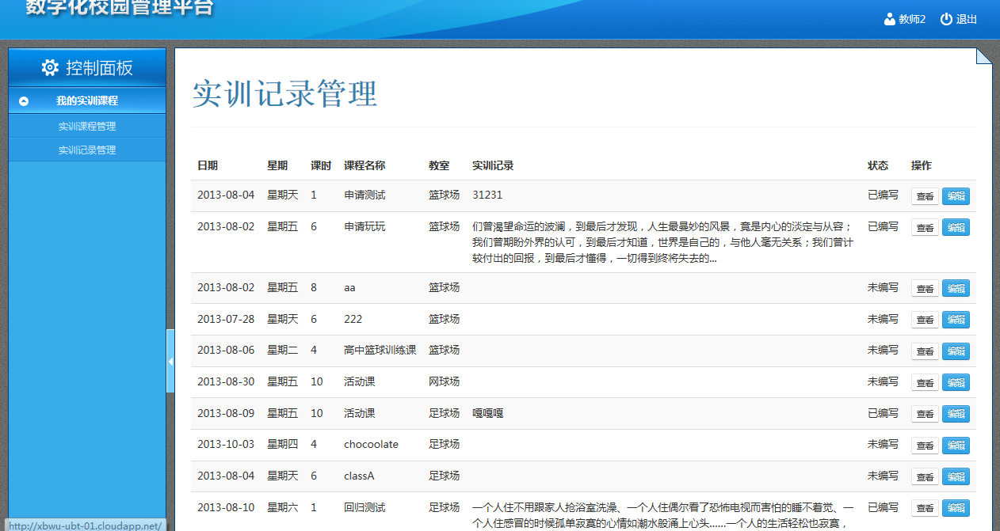 数字化校园管理平台
教师2 退出
控制面板
我的实训课程
实训课程管理
实训记录管理
实训记录管理
日期 星期 课时 课程名称 教室 实训记录 状态 操作
2013-08-04 星期天 1 申请测试 篮球场 31231 已编写 查看 编辑
2013-08-02 星期五 6 申请玩玩 篮球场 们曾渴望命运的波澜，到最后才发现，人生最曼妙的风景，竟是内心的淡定与从容； 已编写 查看 编辑
我们曾期盼外界的认可，到最后才知道，世界是自己的，与他人毫无关系；我们曾计
较付出的回报，到最后才懂得，一切得到终将失去的...
2013-08-02 星期五 8 aa 篮球场 未编写 查看 编辑
2013-07-28 星期天 6 222 篮球场 未编写 查看 编辑
2013-08-06 星期二 4 高中篮球训练课 篮球场 未编写 查看 编辑
2013-08-30 星期五 10 活动课 网球场 未编写 查看 编辑
2013-08-09 星期五 10 活动课 足球场 嘎嘎嘎 已编写 查看 编辑
2013-10-03 星期四 4 chocoolate 足球场 未编写 查看 编辑
2013-08-04 星期天 6 classA 足球场 未编写 查看 编辑
2013-08-10 星期六 1 回归测试 足球场 一个人住不用跟家人抢浴室洗澡、一个人住偶尔看了恐怖电视而害怕的睡不着觉、一 已编写 查看 编辑
个人住感冒的时候孤单寂寞的心情如潮水般涌上心头......一个人的生活轻松也寂寞，
http://xbwu-ubt-01.cloudapp.net/